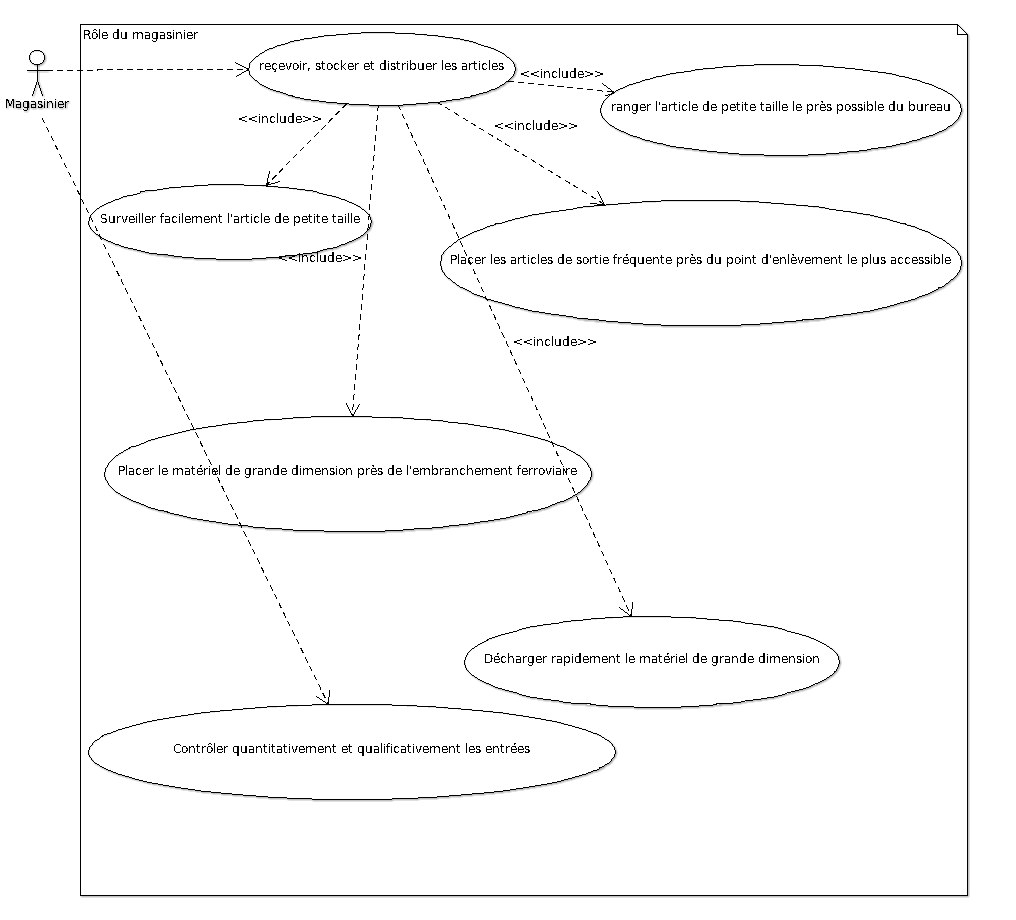 Rôle du magasinier
reçevoir, stocker et distribuer les articles
<<include>>
Magasinier
ranger l'article de petite taille le près possible du bureau
<<include>>
<<include>>
Surveiller facilement l'article de petite taille
<<include>>
Placer les articles de sortie fréquente près du point d'enlèvement le plus accessible
<<include>>
Placer le matériel de grande dimension près de l'embranchement ferroviaire
Décharger rapidement le matériel de grande dimension
Contrôler quantitativement et qualificativement les entrées